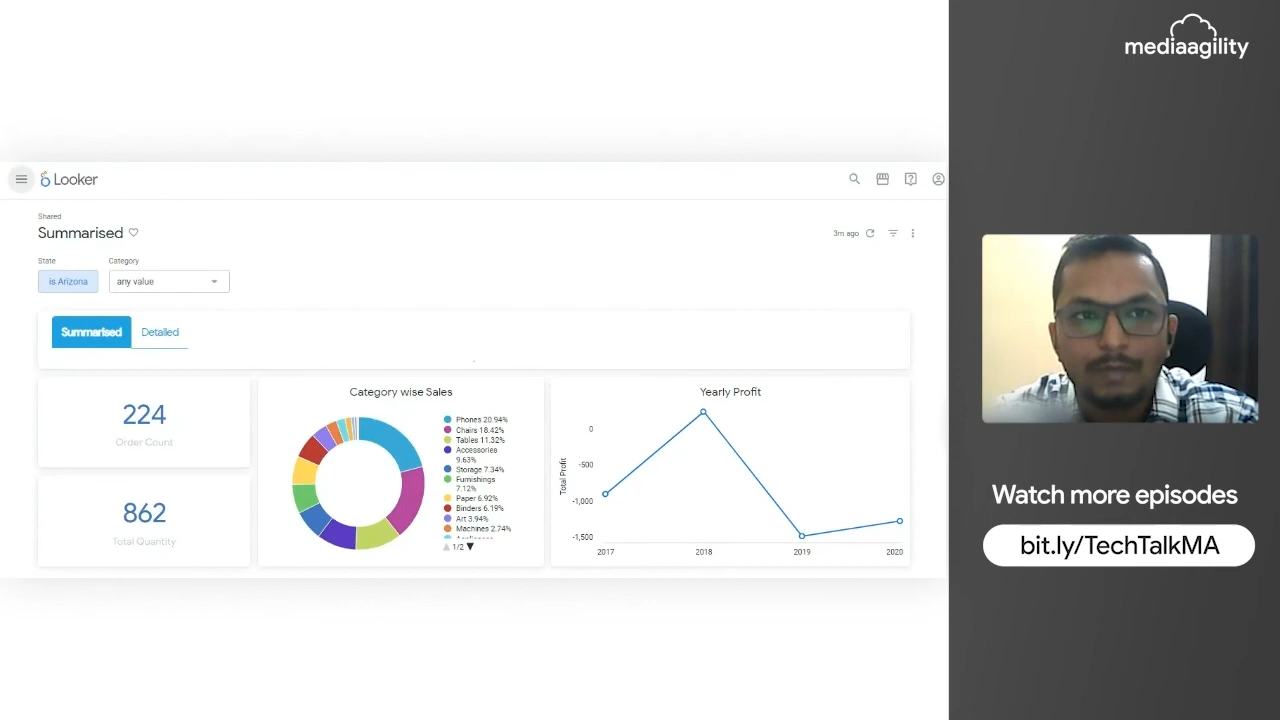 mediaagility
Looker
Shared
Summarised
3m ago
State
Category
is Arizona
any value
Summarised
Detailed
224
Order Count
862
Total Quantity
Category wise Sales
Phones 20.94%
Chairs 18.42%
Tables 11.32%
Accessories
9.63%
Storage 7.34%
Furnishings
7.12%
Paper 6.92%
Binders 6.19%
Art 3.94%
Machines 2.74%
1/2
Yearly Profit
Total Profit
0
-500
-1,000
-1,500
2017
2018
2019
2020
Watch more episodes
bit.ly/TechTalkMA